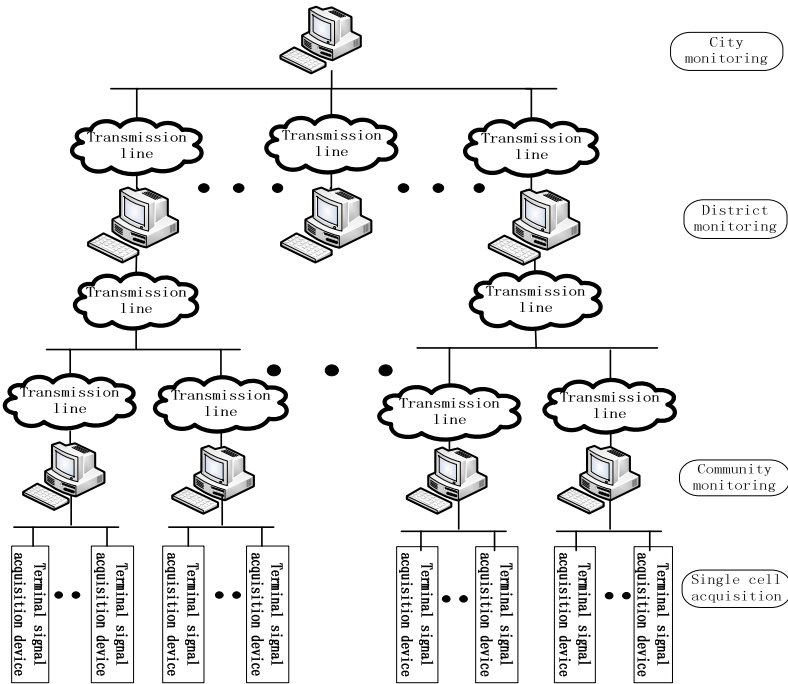 City
monitoring
Transmission
line
Transmission
line
Transmission
line
District
monitoring
Transmission
line
Transmission
line
Transmission
line
Transmission
line
Transmission
line
Transmission
line
Community
monitoring
Terminal signal
acquisition device
Terminal signal
acquisition device
Terminal signal
acquisition device
Terminal signal
acquisition device
Terminal signal
acquisition device
Terminal signal
acquisition device
Terminal signal
acquisition device
Terminal signal
acquisition device
Single cell
acquisition